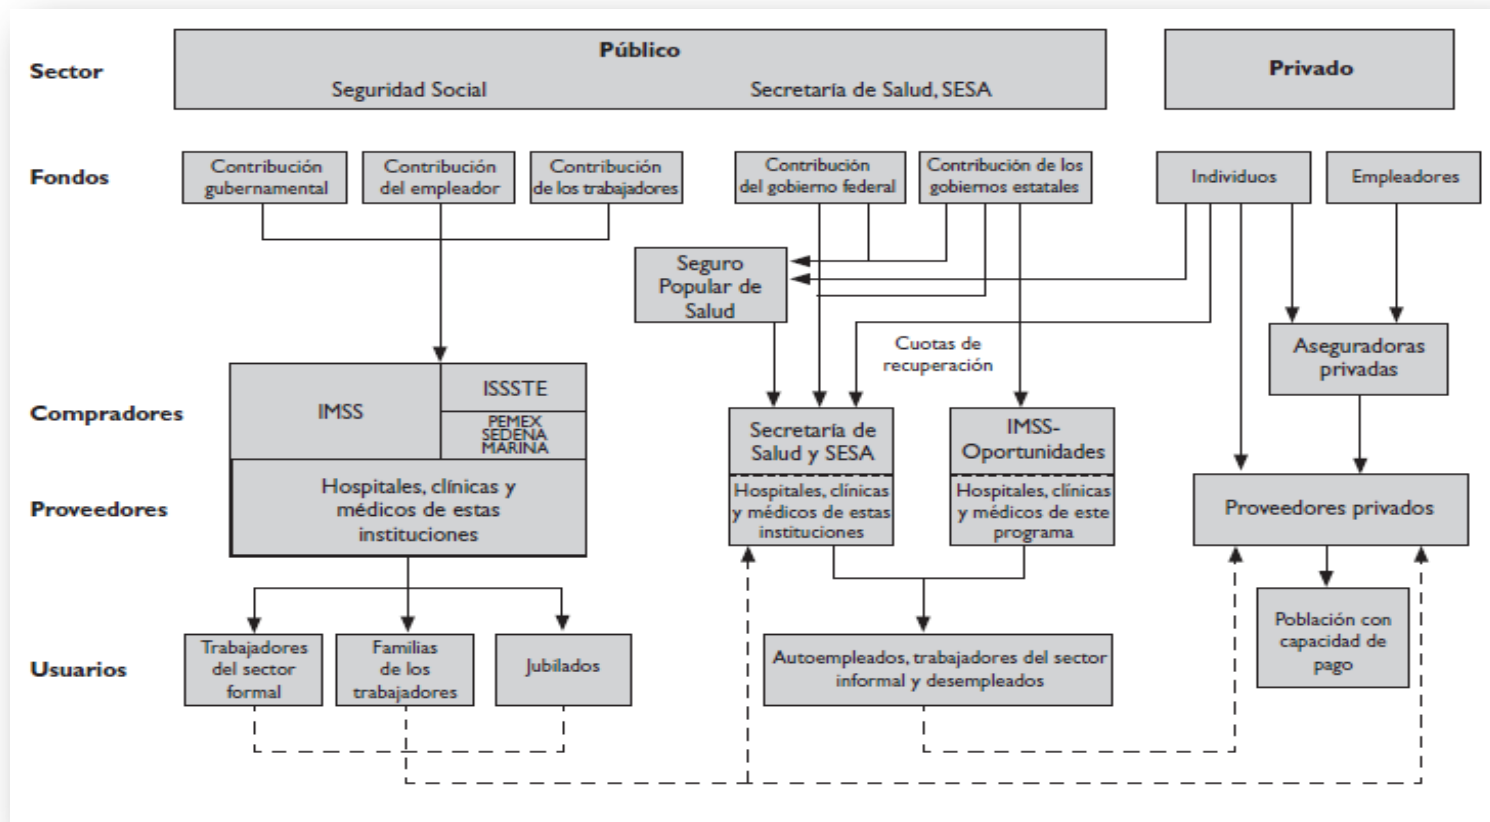 Sector
Público
Seguridad Social
Secretaría de Salud, SESA
Privado
Fondos
Contribución
gubernamental
Contribución
del empleador
Contribución
de los trabajadores
Contribución
del gobierno federal
Contribución de los
gobiernos estatales
Individuos
Empleadores
Seguro
Popular de
Salud
Cuotas de
recuperación
Aseguradoras
privadas
Compradores
IMSS
ISSSTE
PEMEX
SEDENA
MARINA
Secretaría de
Salud y SESA
IMSS-
Oportunidades
Proveedores
Hospitales, clínicas y
médicos de estas
instituciones
Hospitales, clínicas
y médicos de estas
instituciones
Hospitales, clínicas
y médicos de este
programa
Proveedores privados
Usuarios
Trabajadores
del sector
formal
Familias
de los
trabajadores
Jubilados
Autoempleados, trabajadores del sector
informal y desempleados
Población con
capacidad de
pago